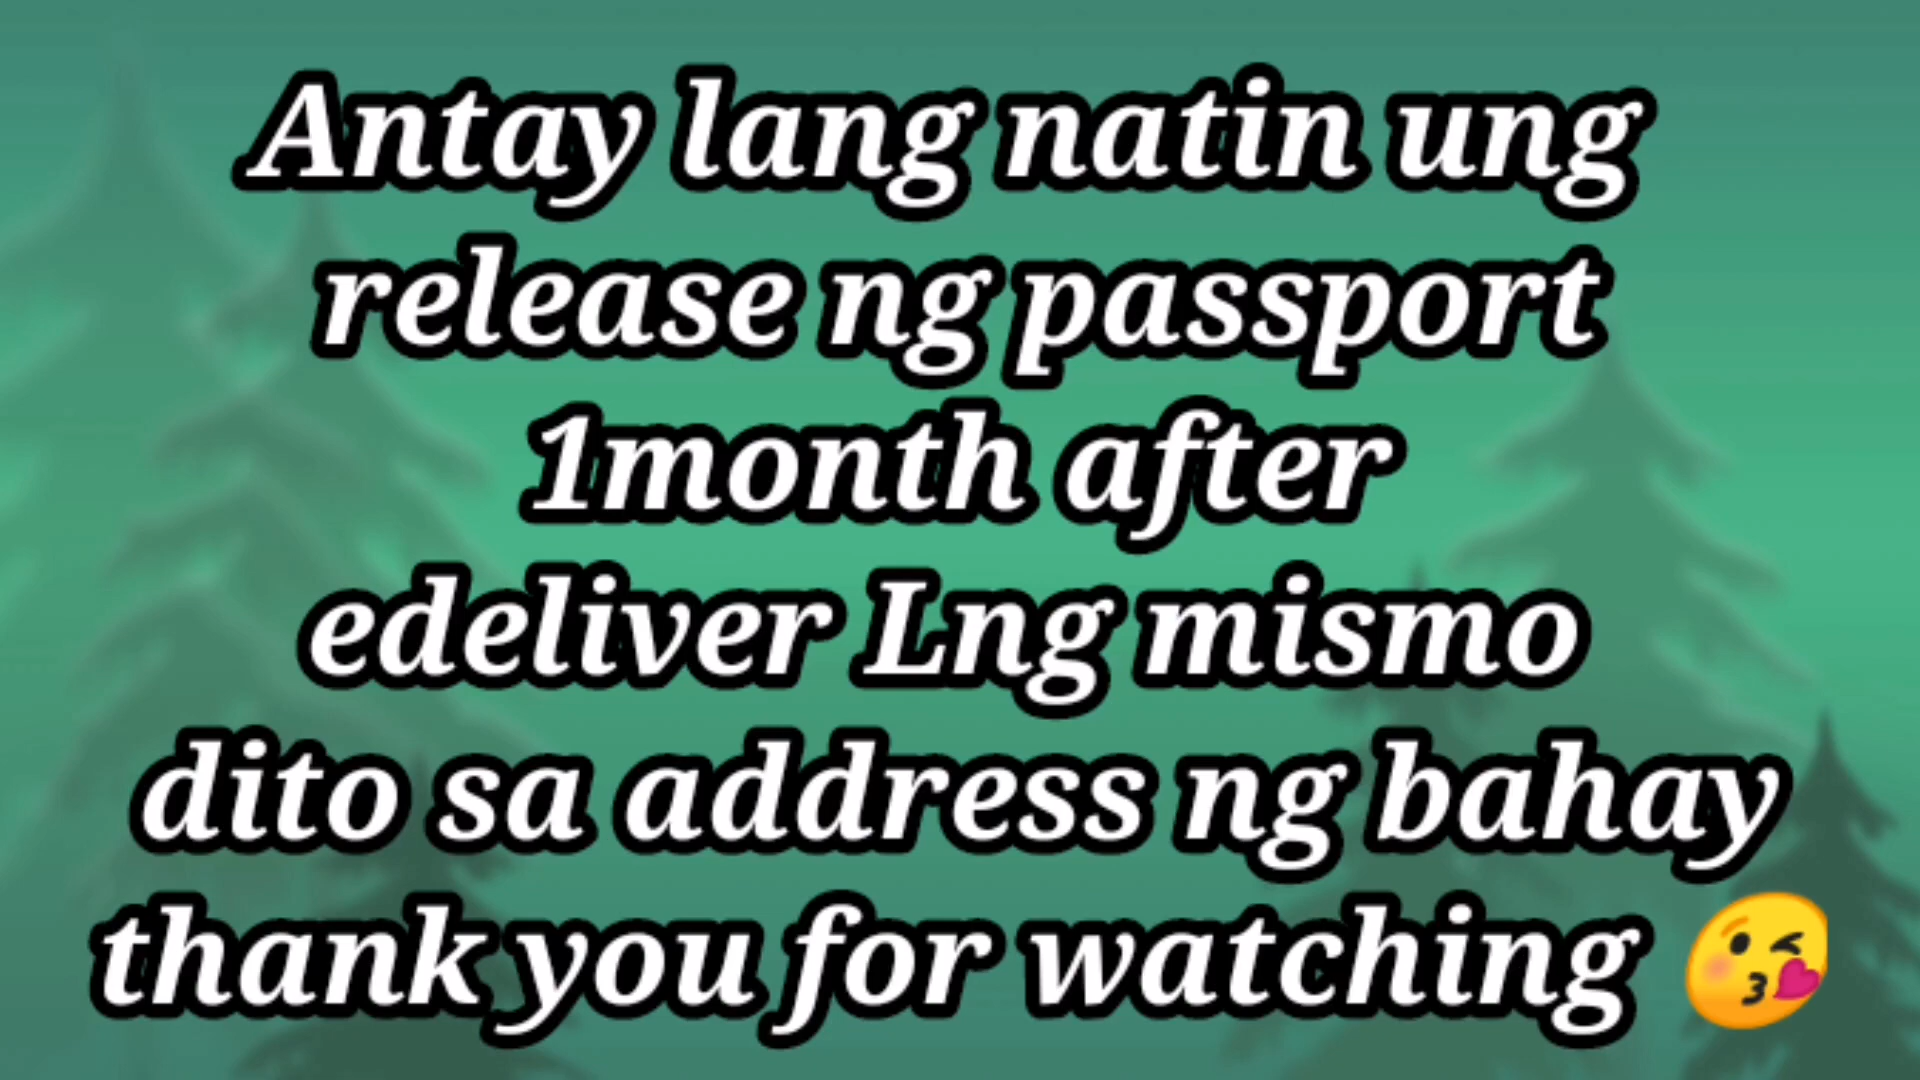 Antay lang natin ung
release ng passport
1month after
edeliver Lng mismo
dito sa address ng bahay
thank you for watching 😘